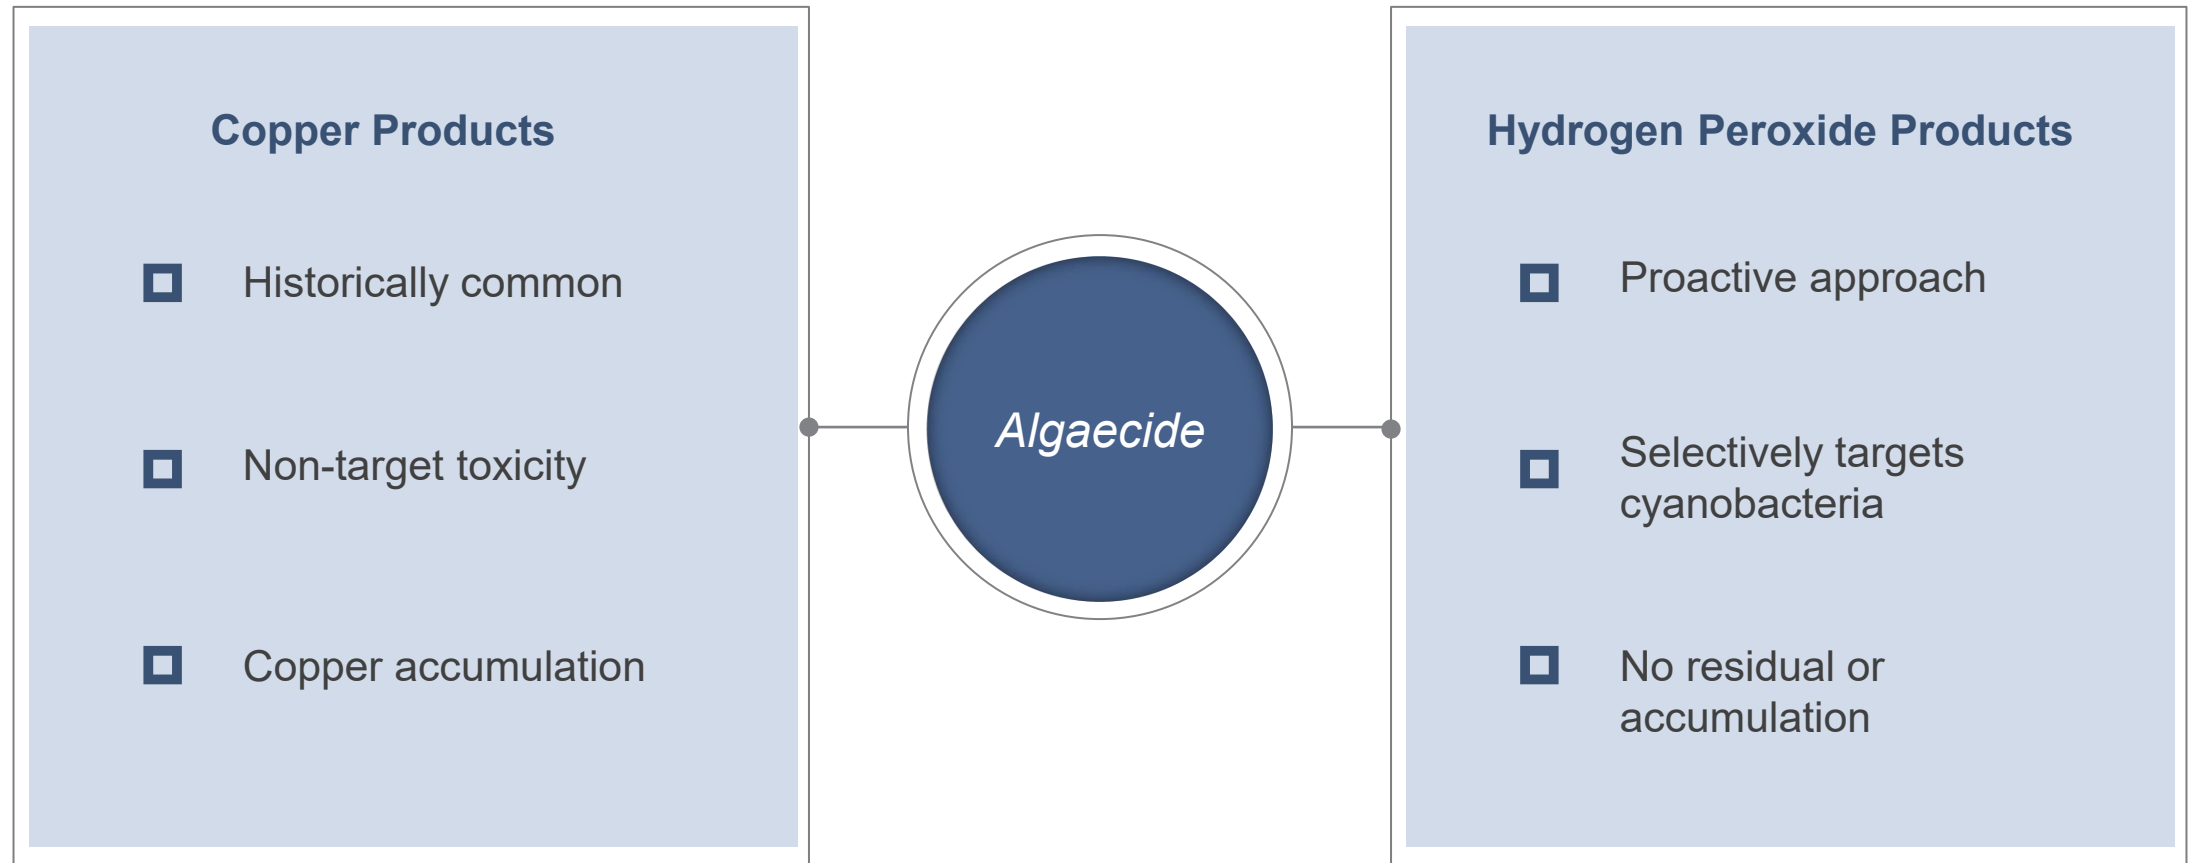 Copper Products
Historically common
Non-target toxicity
Copper accumulation
Algaecide
Hydrogen Peroxide Products
Proactive approach
Selectively targets
cyanobacteria
No residual or
accumulation